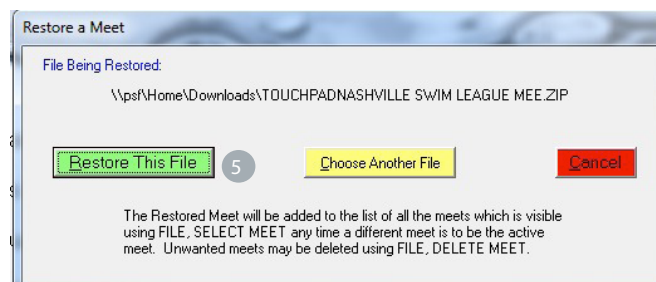 Restore a Meet
File Being Restored:
\\psf\Home\Downloads\TOUCHPADNASHVILLE SWIM LEAGUE MEE.ZIP
Restore This File 5 Choose Another File Cancel
The Restored Meet will be added to the list of all the meets which is visible
using FILE, SELECT MEET any time a different meet is to be the active
meet. Unwanted meets may be deleted using FILE, DELETE MEET.